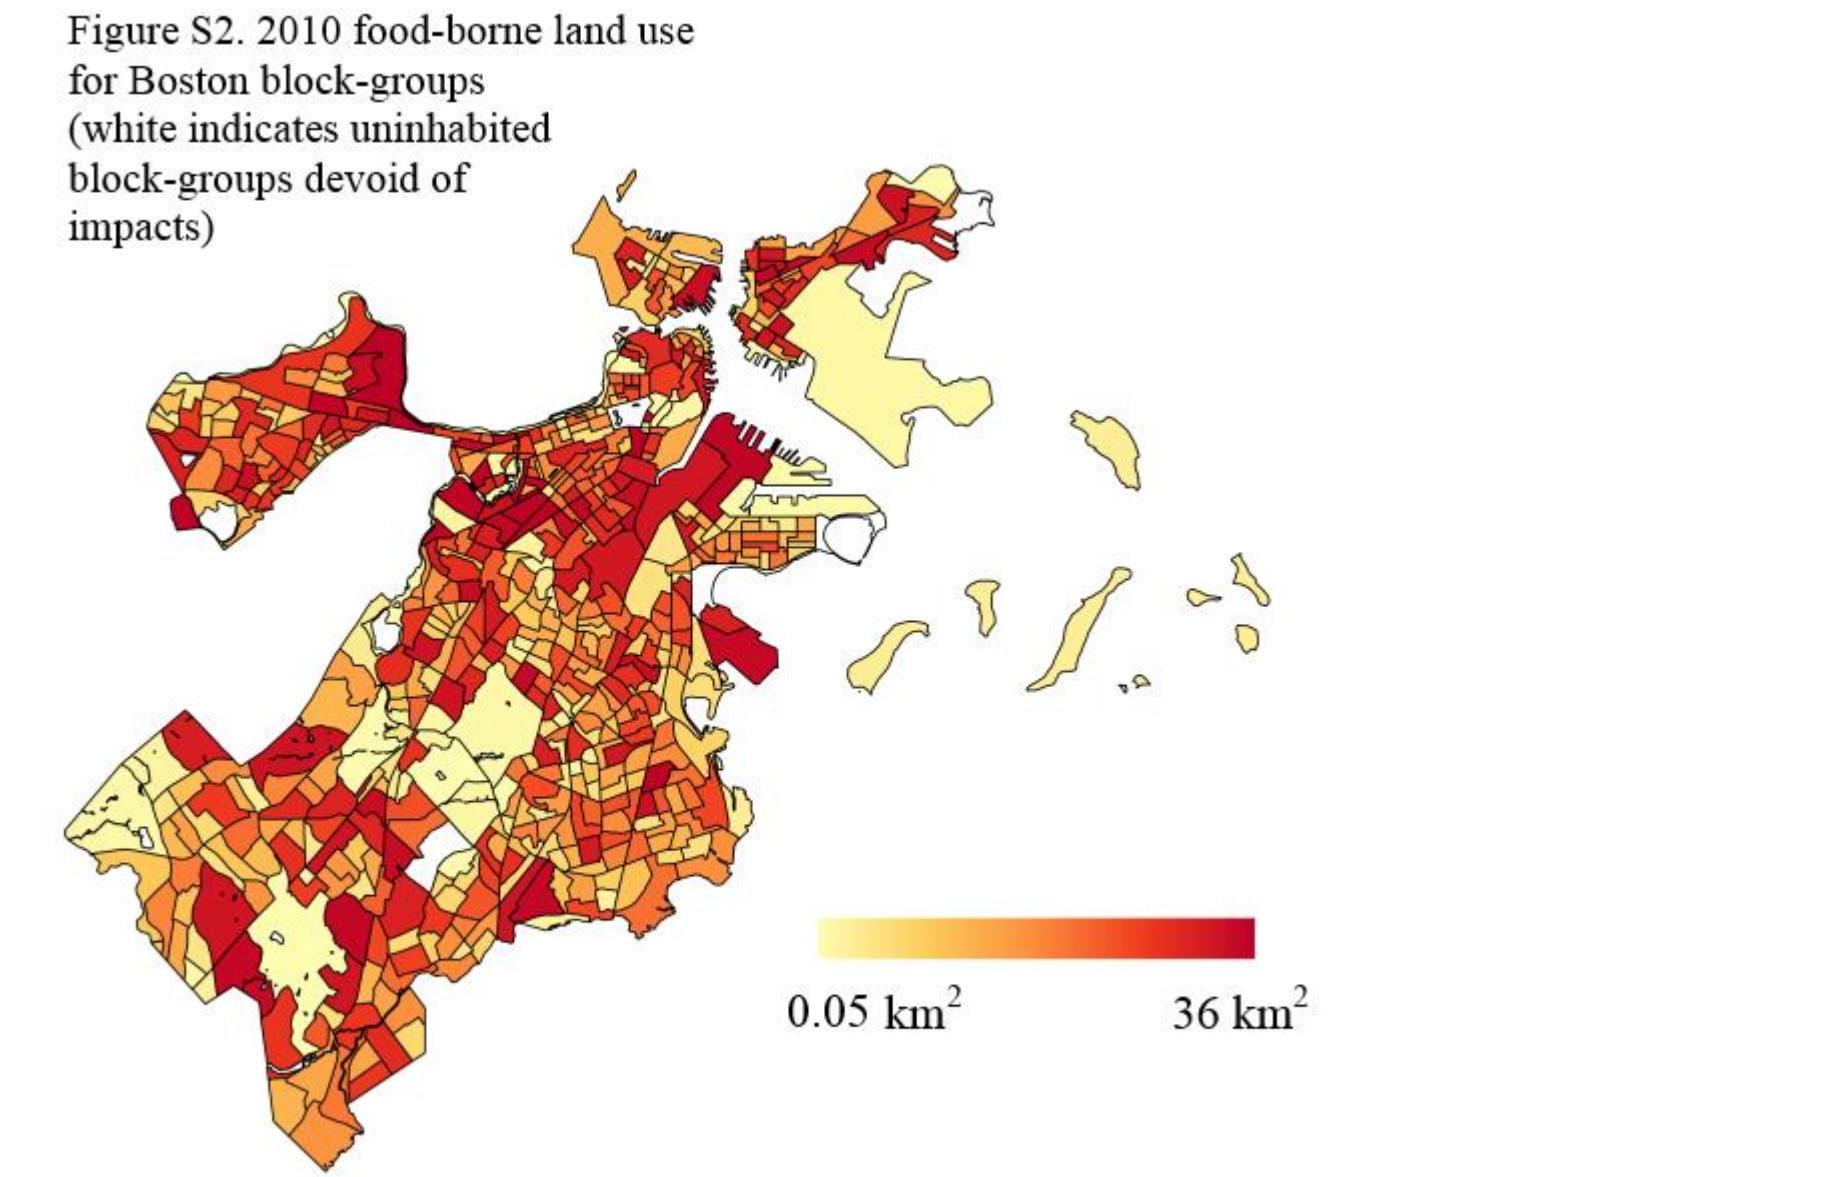 Figure S2. 2010 food-borne land use
for Boston block-groups
(white indicates uninhabited
block-groups devoid of
impacts)
0.05 km² 36 km²